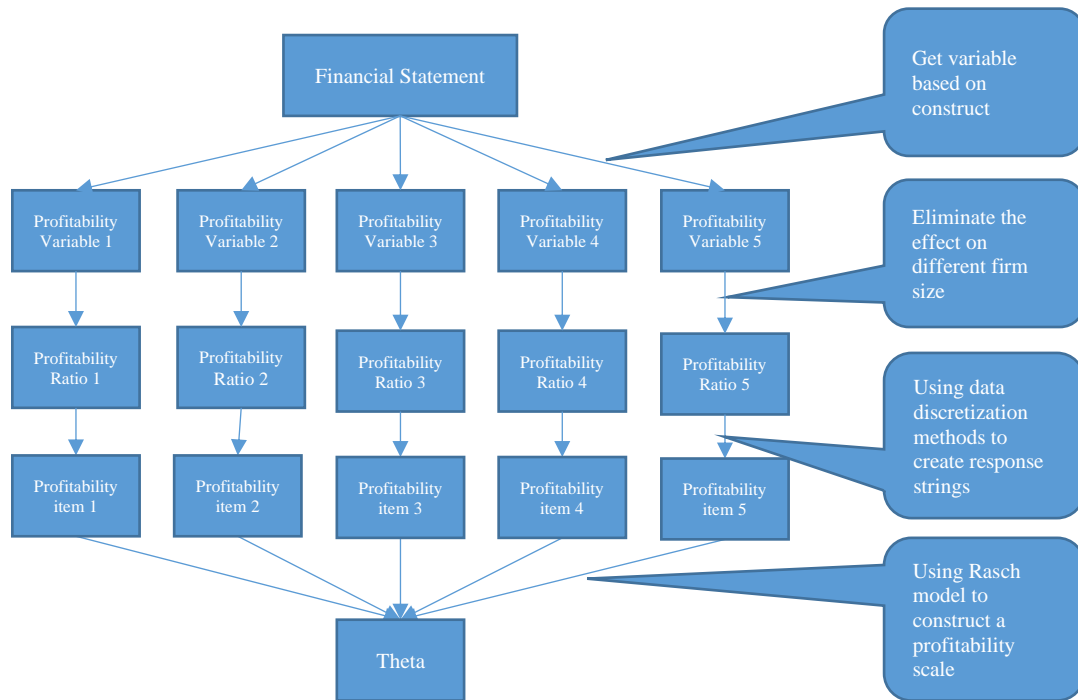 Financial Statement
Get variable
based on
construct
Profitability
Variable 1
Profitability
Variable 2
Profitability
Variable 3
Profitability
Variable 4
Profitability
Variable 5
Eliminate the
effect on
different firm
size
Profitability
Ratio 1
Profitability
Ratio 2
Profitability
Ratio 3
Profitability
Ratio 4
Profitability
Ratio 5
Using data
discretization
methods to
create response
strings
Profitability
item 1
Profitability
item 2
Profitability
item 3
Profitability
item 4
Profitability
item 5
Using Rasch
model to
construct a
profitability
scale
Theta